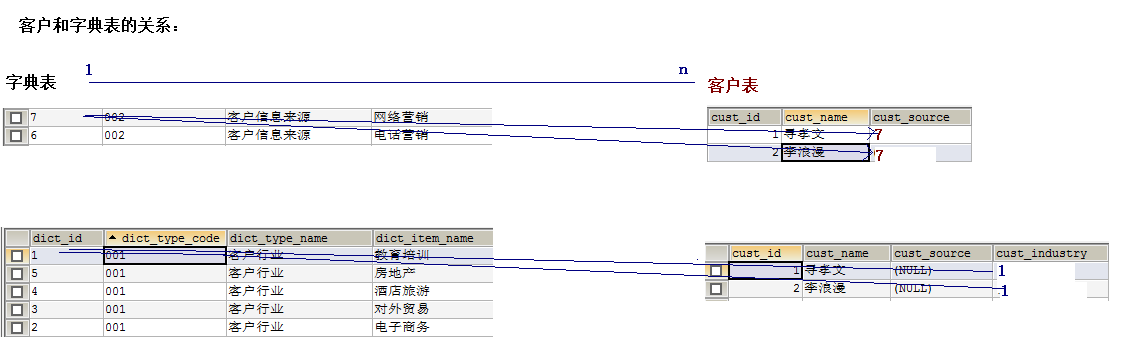 客户和字典表的关系：
字典表 1 n 客户表
7 002 客户信息来源 网络营销
6 002 客户信息来源 电话营销
cust_id cust_name cust_source
1 寻孝文 7
2 李浪漫 7
dict_id dict_type_code dict_type_name dict_item_name
1 001 客户行业 教育培训
5 001 客户行业 房地产
4 001 客户行业 酒店旅游
3 001 客户行业 对外贸易
2 001 客户行业 电子商务
cust_id cust_name cust_source cust_industry
1 寻孝文 (NULL) 1
2 李浪漫 (NULL) 1